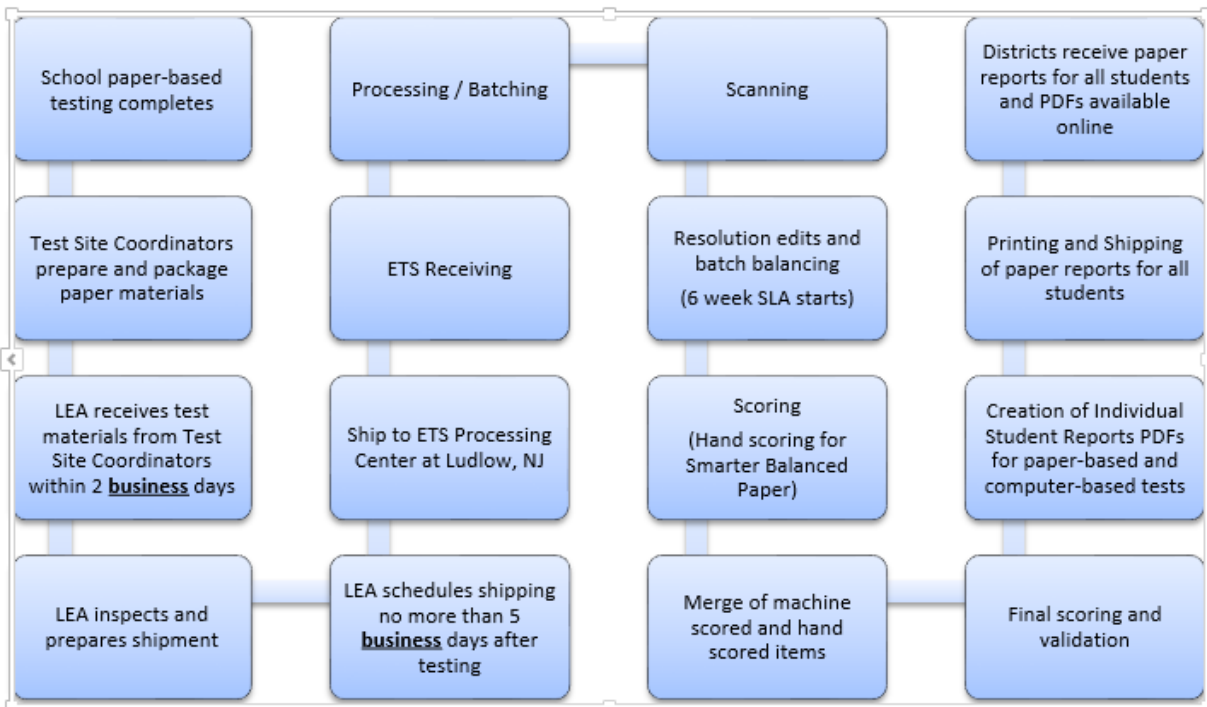 School paper-based
testing completes
Test Site Coordinators
prepare and package
paper materials
LEA receives test
materials from Test
Site Coordinators
within 2 business days
LEA inspects and
prepares shipment
LEA schedules shipping
no more than 5
business days after
testing
Ship to ETS Processing
Center at Ludlow, NJ
ETS Receiving
Processing / Batching
Scanning
Resolution edits and
batch balancing
(6 week SLA starts)
Scoring
(Hand scoring for
Smarter Balanced
Paper)
Merge of machine
scored and hand
scored items
Final scoring and
validation
Creation of Individual
Student Reports PDFs
for paper-based and
computer-based tests
Printing and Shipping
of paper reports for all
students
Districts receive paper
reports for all students
and PDFs available
online